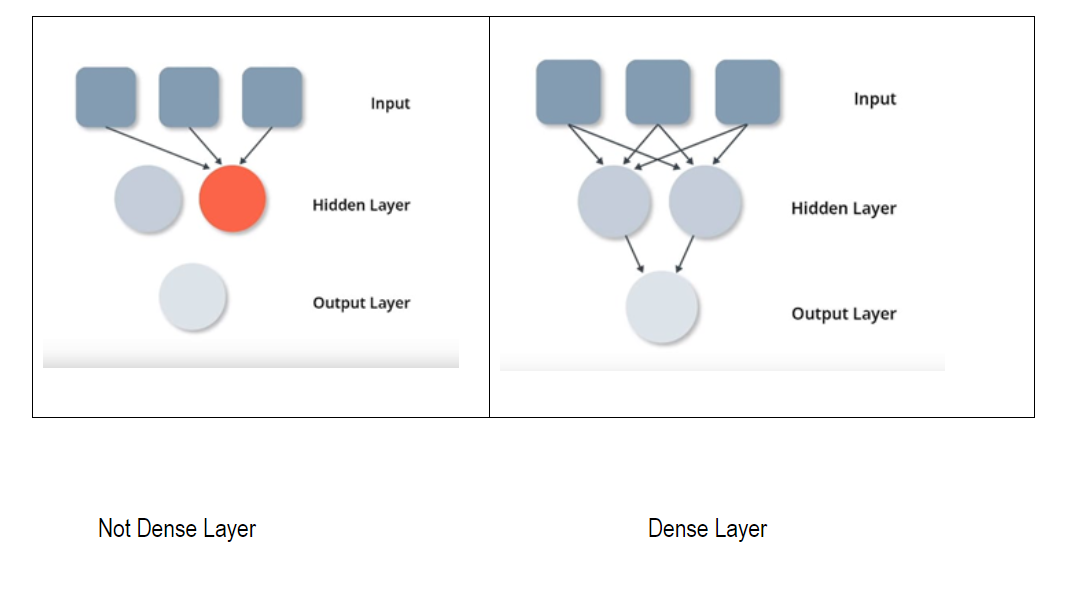 Input
Hidden Layer
Output Layer
Input
Hidden Layer
Output Layer
Not Dense Layer
Dense Layer